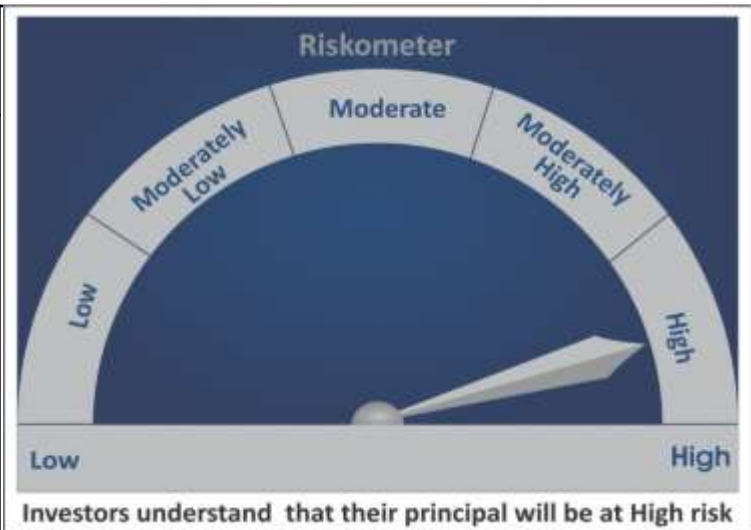 Riskometer
Low
Moderately
Low
Moderate
Moderately
High
High
Low
High
Investors understand  that their principal will be at High risk